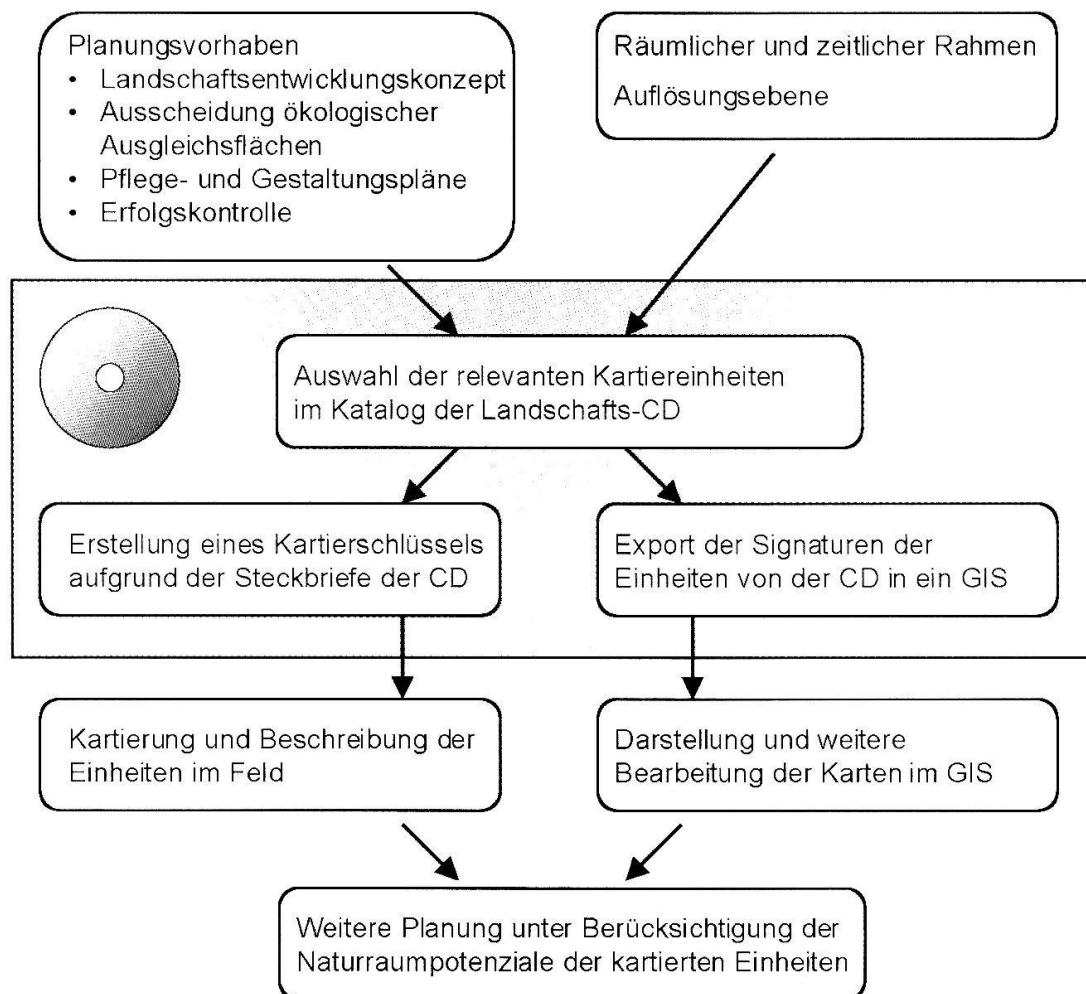 Planungsvorhaben
• Landschaftsentwicklungskonzept
• Ausscheidung ökologischer
Ausgleichsflächen
• Pflege- und Gestaltungspläne
• Erfolgskontrolle
Räumlicher und zeitlicher Rahmen
Auflösungsebene
Auswahl der relevanten Kartiereinheiten
im Katalog der Landschafts-CD
Erstellung eines Kartierschlüssels
aufgrund der Steckbriefe der CD
Export der Signaturen der
Einheiten von der CD in ein GIS
Kartierung und Beschreibung der
Einheiten im Feld
Darstellung und weitere
Bearbeitung der Karten im GIS
Weitere Planung unter Berücksichtigung der
Naturraumpotenziale der kartierten Einheiten